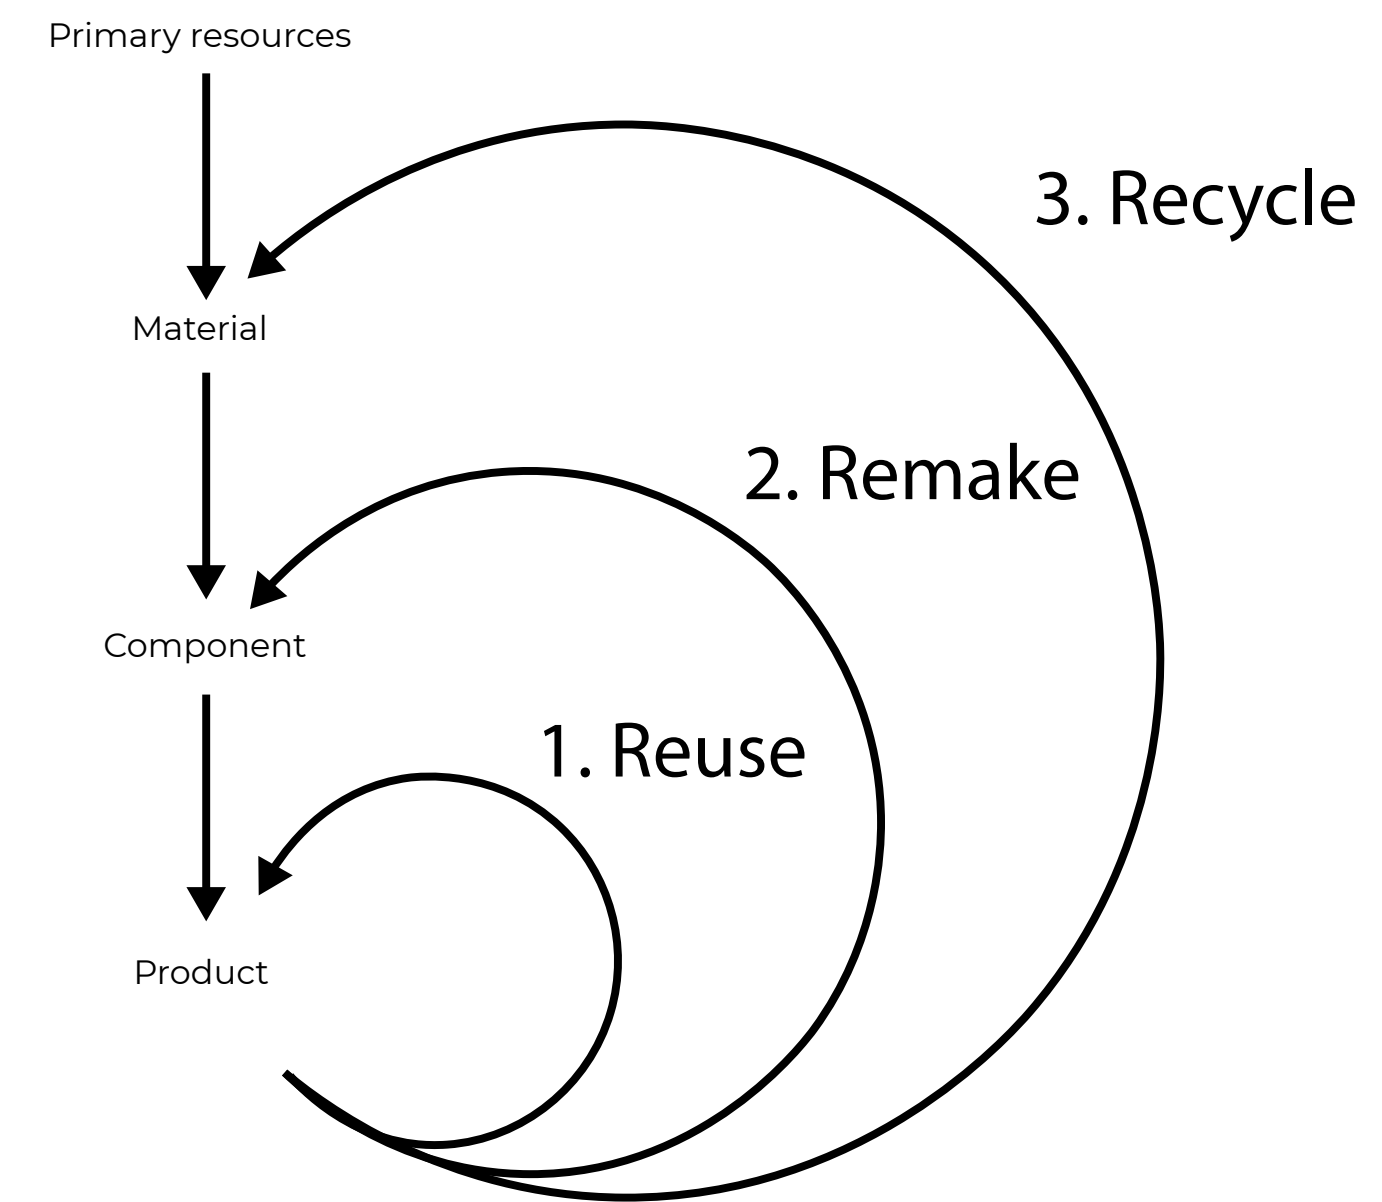 Primary resources
3. Recycle
Material
2. Remake
Component
1. Reuse
Product